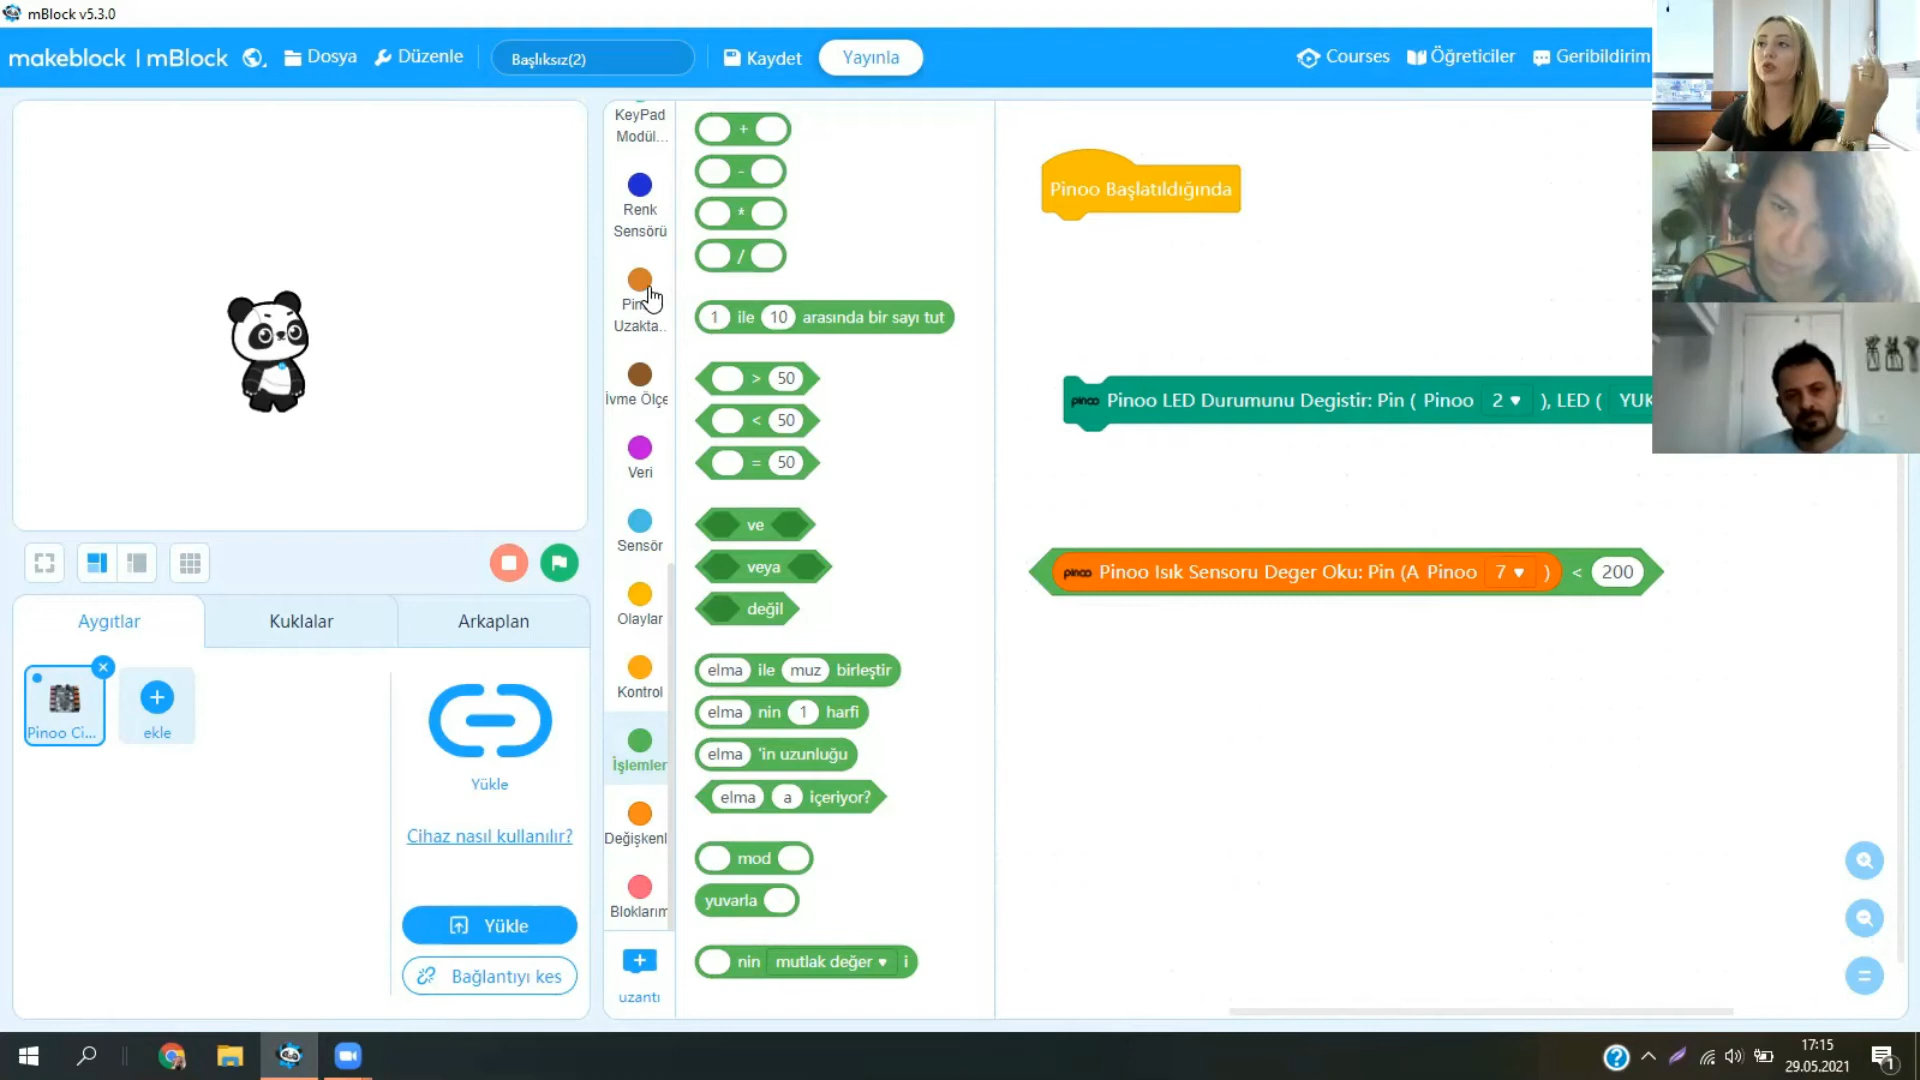 mBlock v5.3.0
makeblock | mBlock
Dosya
Düzenle
Başlıksız(2)
Kaydet
Yayınla
Courses
Öğreticiler
Geribildirim
KeyPad
Modül...
Renk
Sensörü
Uzakta..
İvme Ölçe
Veri
Sensör
Olaylar
Kontrol
İşlemler
Değişkenl
Bloklarım
uzantı
+
-
*
/
1 ile 10 arasında bir sayı tut
> 50
< 50
= 50
ve
veya
değil
elma ile muz birleştir
elma nin 1 harfi
elma 'in uzunluğu
elma a içeriyor?
mod
yuvarla
nin mutlak değer i
Pinoo Başlatıldığında
pinoo Pinoo LED Durumunu Degistir: Pin ( Pinoo 2 ), LED ( YUK
pinoo Pinoo Isık Sensoru Deger Oku: Pin (A Pinoo 7 ) < 200
Aygıtlar
Kuklalar
Arkaplan
Pinoo Ci...
ekle
Yükle
Cihaz nasıl kullanılır?
Yükle
Bağlantıyı kes
17:15
29.05.2021
1